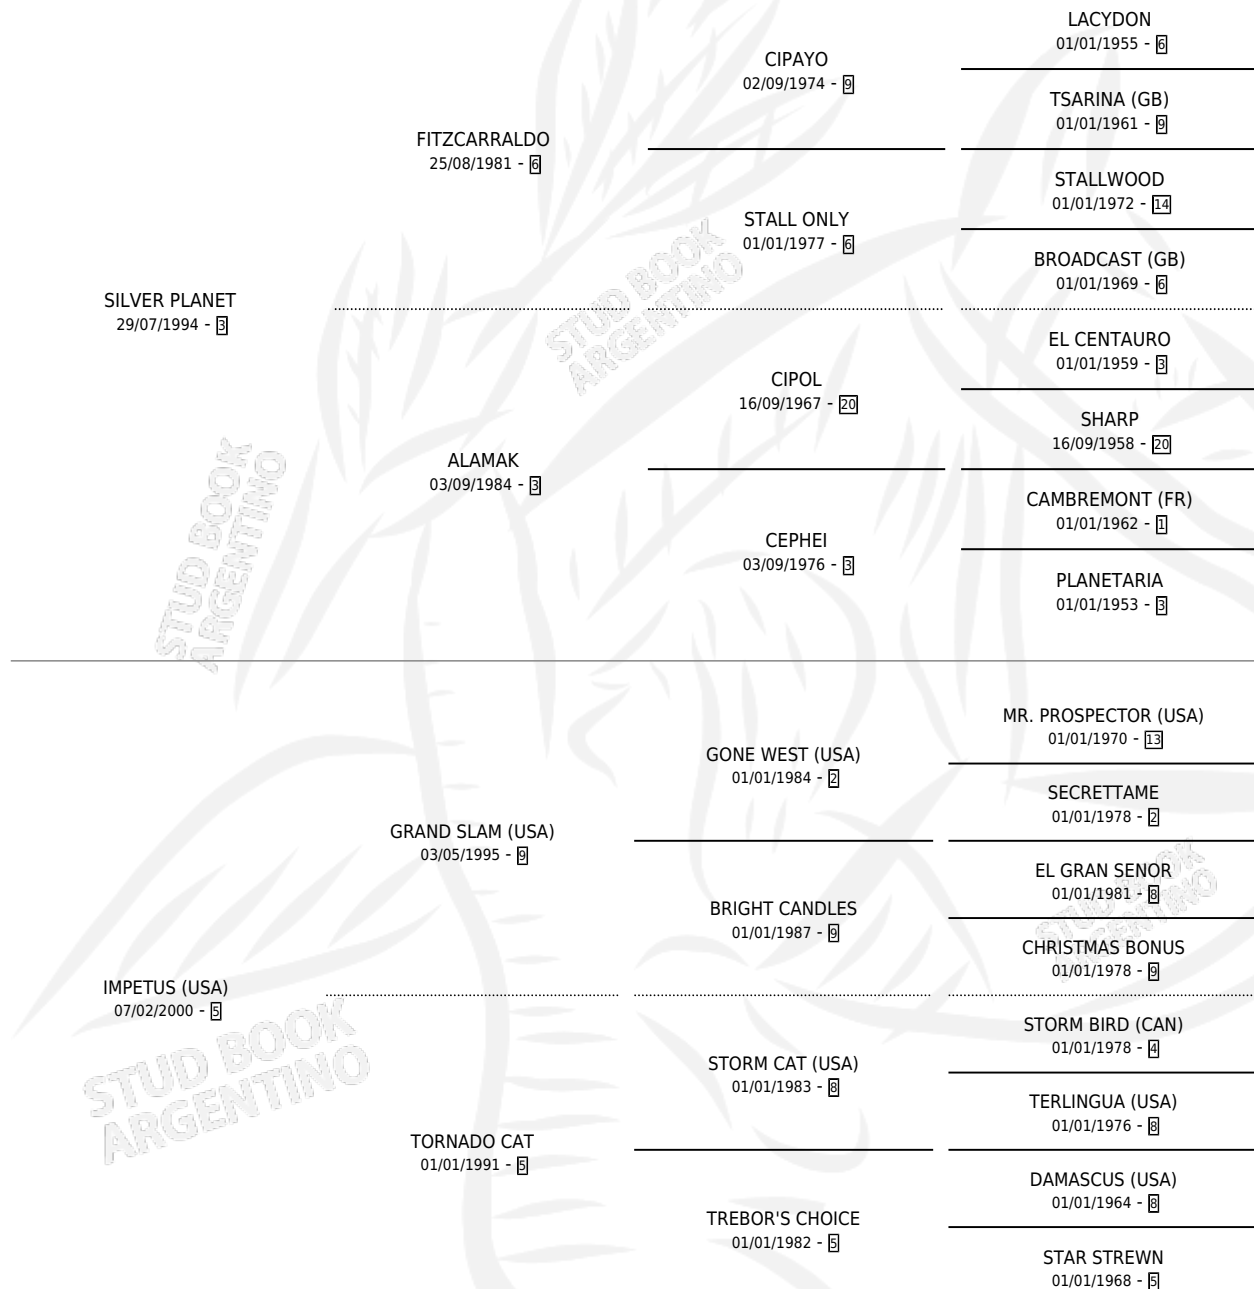 LACYDON
01/01/1955 - 6
CIPAYO
02/09/1974 - 9
TSARINA (GB)
01/01/1961 - 9
FITZCARRALDO
25/08/1981 - 6
STALLWOOD
01/01/1972 - 14
STALL ONLY
01/01/1977 - 6
BROADCAST (GB)
01/01/1969 - 6
SILVER PLANET
29/07/1994 - 3
STUD BOOK
ARGENTINO
EL CENTAURO
01/01/1959 - 3
CIPOL
16/09/1967 - 20
SHARP
16/09/1958 - 20
ALAMAK
03/09/1984 - 3
CAMBREMONT (FR)
01/01/1962 - 1
CEPHEI
03/09/1976 - 3
STUD BOOK
ARGENTINO
PLANETARIA
01/01/1953 - 3
MR. PROSPECTOR (USA)
01/01/1970 - 13
GONE WEST (USA)
01/01/1984 - 2
SECRETTAME
01/01/1978 - 2
GRAND SLAM (USA)
03/05/1995 - 9
EL GRAN SENOR
01/01/1981 - 8
BRIGHT CANDLES
01/01/1987 - 9
STUD BOOK
ARGENTINO
CHRISTMAS BONUS
01/01/1978 - 9
IMPETUS (USA)
07/02/2000 - 5
STORM BIRD (CAN)
01/01/1978 - 4
STUD BOOK
ARGENTINO
STORM CAT (USA)
01/01/1983 - 8
TERLINGUA (USA)
01/01/1976 - 8
TORNADO CAT
01/01/1991 - 5
DAMASCUS (USA)
01/01/1964 - 8
TREBOR'S CHOICE
01/01/1982 - 5
STAR STREWN
01/01/1968 - 5